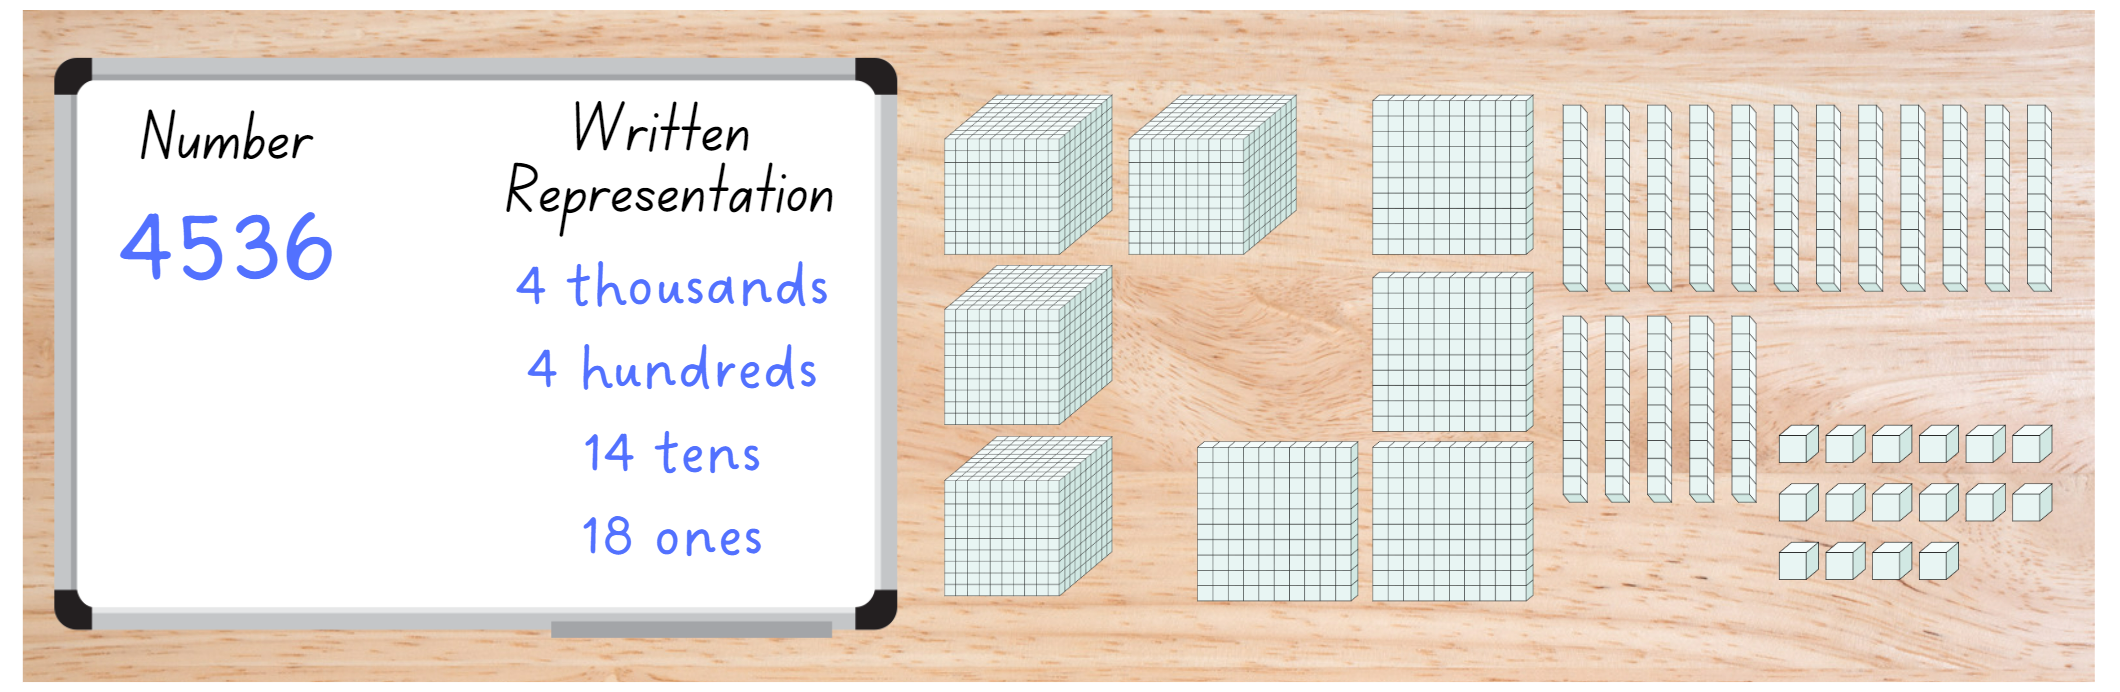 Number
4536
Written
Representation
4 thousands
4 hundreds
14 tens
18 ones